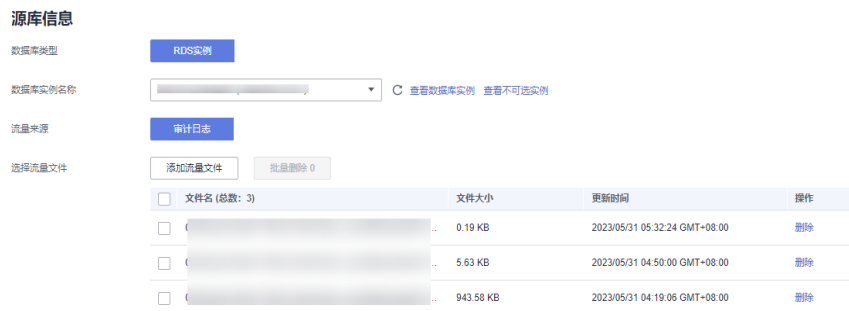 源库信息
数据库类型 RDS实例
数据库实例名称 查看数据库实例 查看不可选实例
流量来源 审计日志
选择流量文件 添加流量文件 批量删除 0
文件名 (总数：3) 文件大小 更新时间 操作
0.19 KB 2023/05/31 05:32:24 GMT+08:00 删除
5.63 KB 2023/05/31 04:50:00 GMT+08:00 删除
943.58 KB 2023/05/31 04:19:06 GMT+08:00 删除